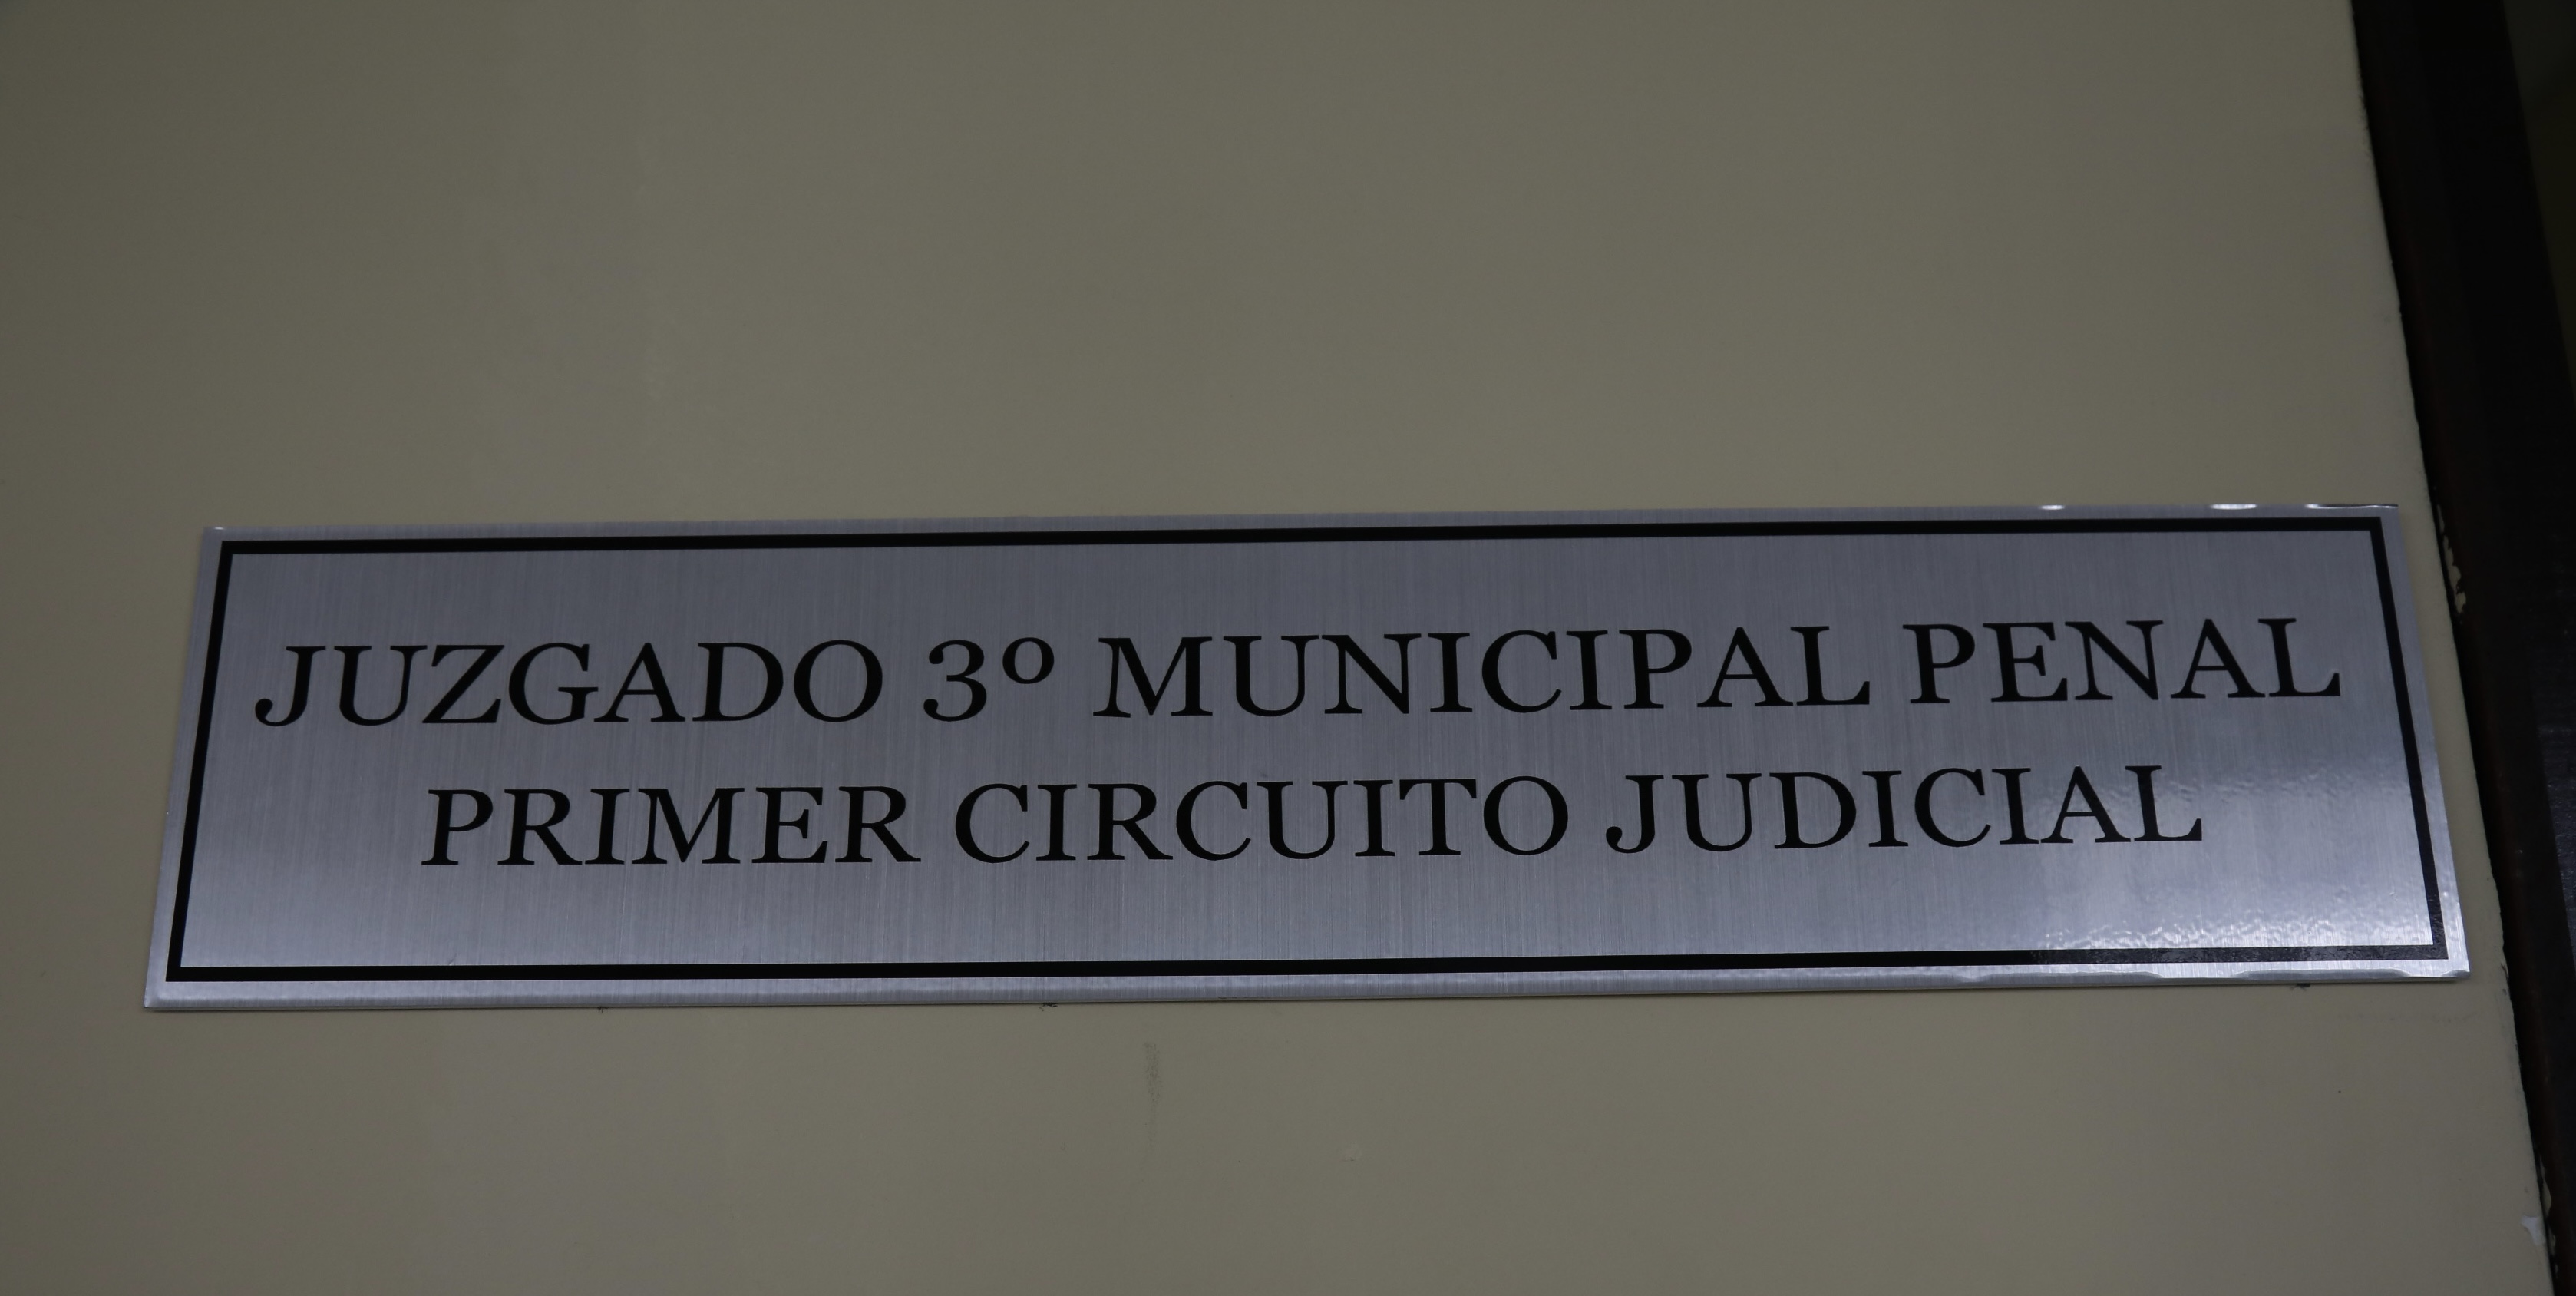 JUZGADO 3º MUNICIPAL PENAL
PRIMER CIRCUITO JUDICIAL